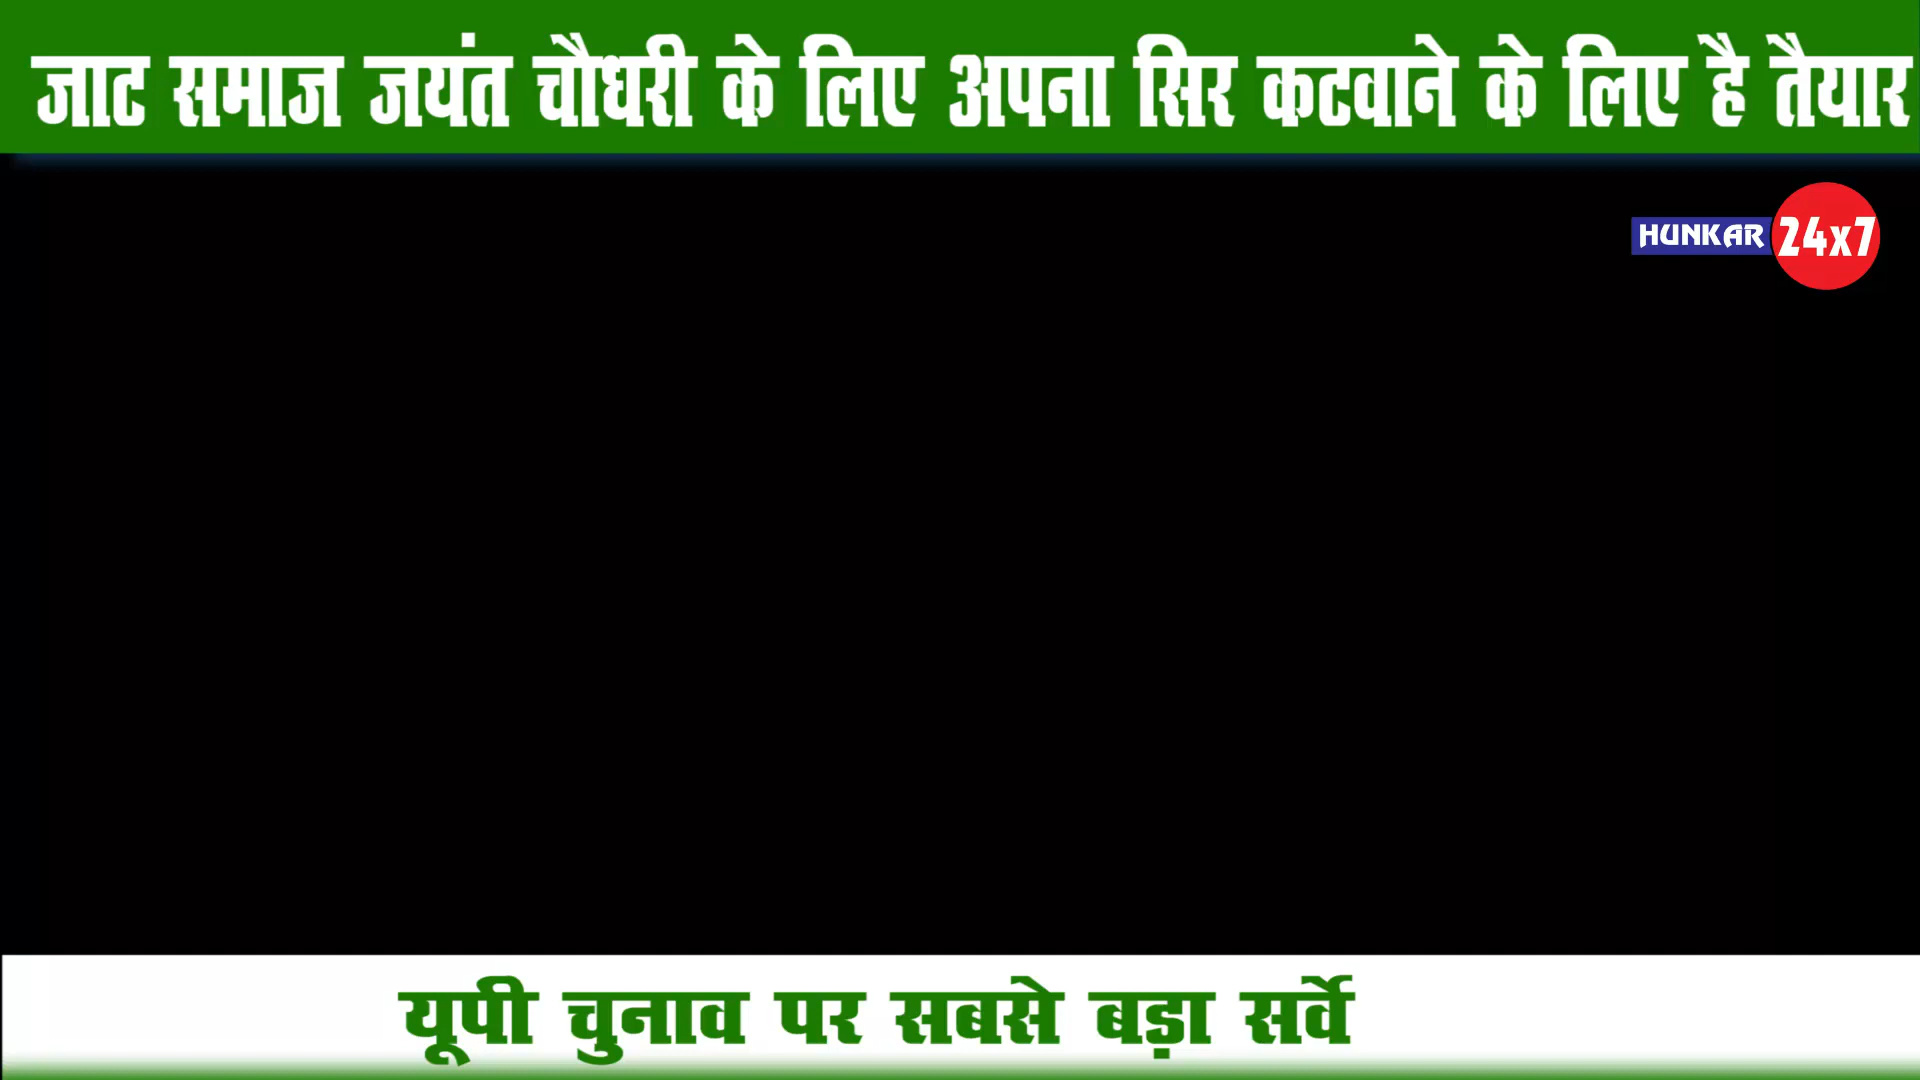 जाट समाज जयंत चौधरी के लिए अपना सिर कटवाने के लिए है तैयार
HUNKAR 24x7
यूपी चुनाव पर सबसे बड़ा सर्वे